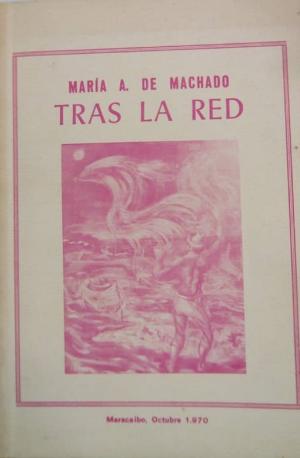 MARÍA A. DE MACHADO
TRAS LA RED
Maracaibo, Octubre 1.970